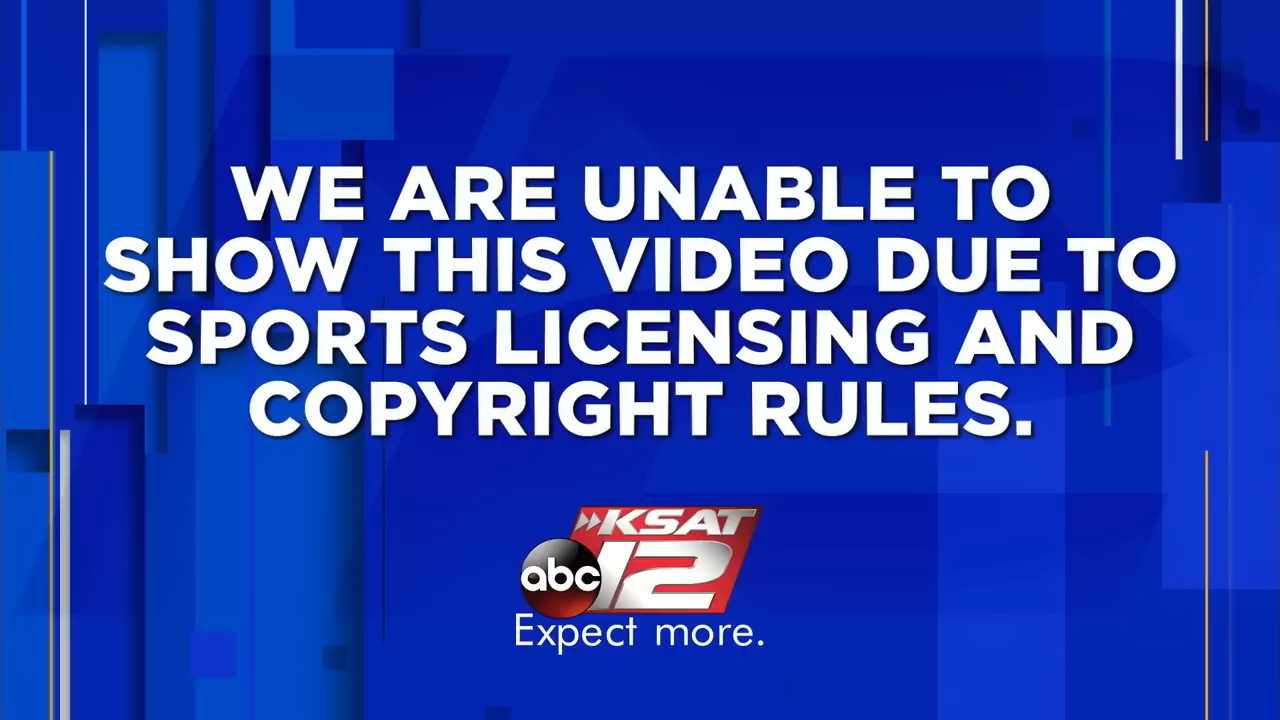 WE ARE UNABLE TO
SHOW THIS VIDEO DUE TO
SPORTS LICENSING AND
COPYRIGHT RULES.
KSAT
abc 12
Expect more.